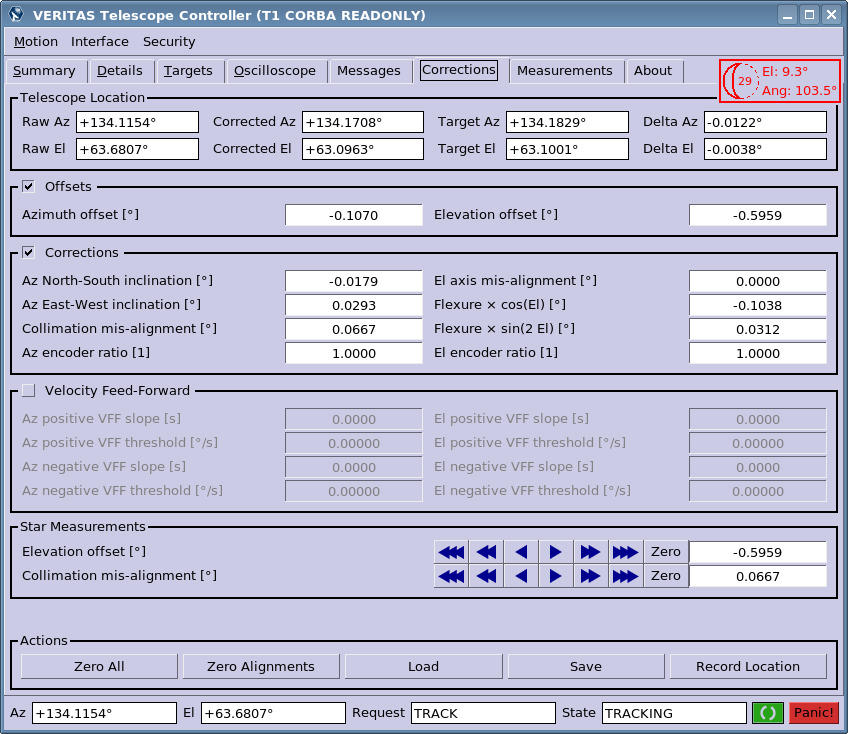 VERITAS Telescope Controller (T1 CORBA READONLY)
Motion Interface Security
Summary Details Targets Oscilloscope Messages Corrections Measurements About
29 El: 9.3°
Ang: 103.5°
Telescope Location
Raw Az +134.1154° Corrected Az +134.1708° Target Az +134.1829° Delta Az -0.0122°
Raw El +63.6807° Corrected El +63.0963° Target El +63.1001° Delta El -0.0038°
Offsets
Azimuth offset [°] -0.1070 Elevation offset [°] -0.5959
Corrections
Az North-South inclination [°] -0.0179 El axis mis-alignment [°] 0.0000
Az East-West inclination [°] 0.0293 Flexure × cos(El) [°] -0.1038
Collimation mis-alignment [°] 0.0667 Flexure × sin(2 El) [°] 0.0312
Az encoder ratio [1] 1.0000 El encoder ratio [1] 1.0000
Velocity Feed-Forward
Az positive VFF slope [s] 0.0000 El positive VFF slope [s] 0.0000
Az positive VFF threshold [°/s] 0.00000 El positive VFF threshold [°/s] 0.00000
Az negative VFF slope [s] 0.0000 El negative VFF slope [s] 0.0000
Az negative VFF threshold [°/s] 0.00000 El negative VFF threshold [°/s] 0.00000
Star Measurements
Elevation offset [°] Zero -0.5959
Collimation mis-alignment [°] Zero 0.0667
Actions
Zero All Zero Alignments Load Save Record Location
Az +134.1154° El +63.6807° Request TRACK State TRACKING () Panic!